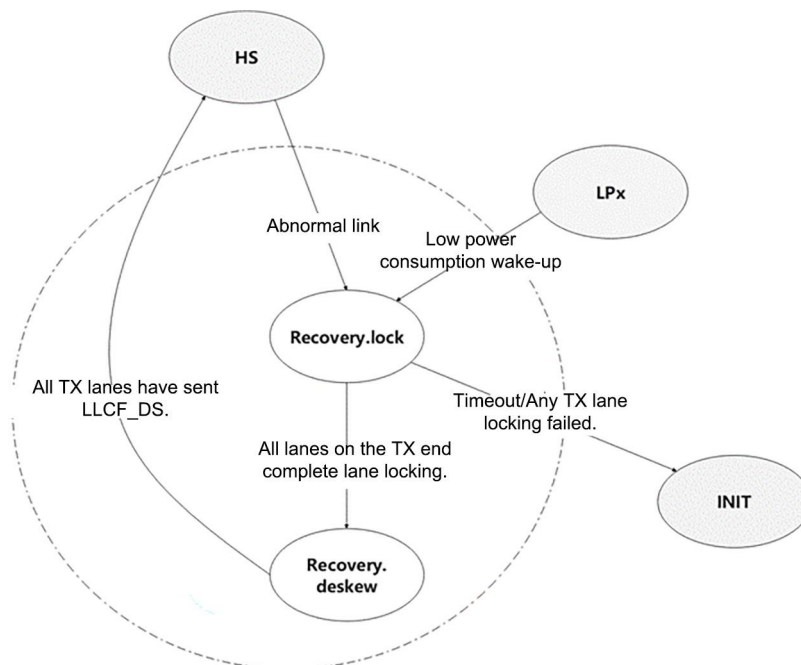 HS
LPx
Abnormal link
Low power
consumption wake-up
Recovery.lock
All TX lanes have sent
LLCF_DS.
Timeout/Any TX lane
locking failed.
All lanes on the TX end
complete lane locking.
INIT
Recovery.
deskew